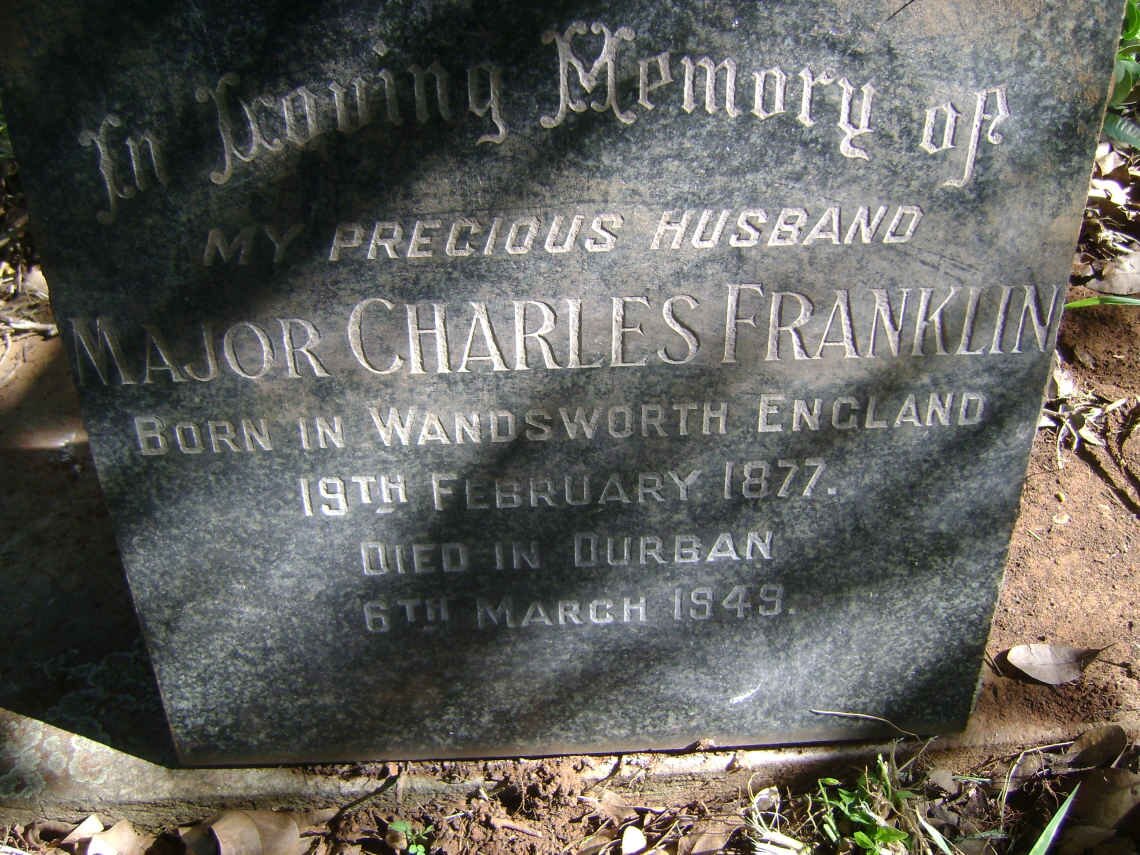 In Loving Memory of
MY PRECIOUS HUSBAND
MAJOR CHARLES FRANKLIN
BORN IN WANDSWORTH ENGLAND
19TH FEBRUARY 1877.
DIED IN DURBAN
6TH MARCH 1949.